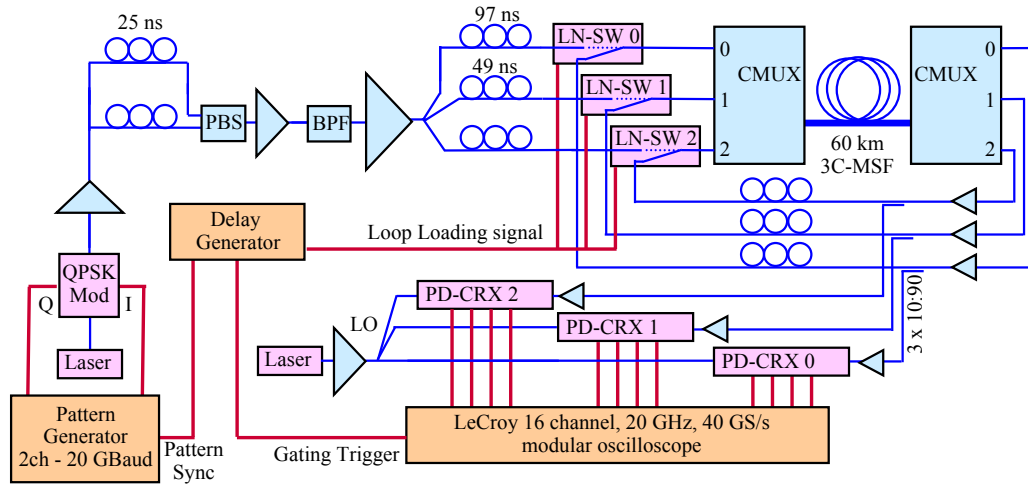 25 ns
97 ns
LN-SW 0
0
CMUX
CMUX
0
49 ns
LN-SW 1
1
1
PBS
BPF
LN-SW 2
2
2
60 km
3C-MSF
Delay
Generator
Loop Loading signal
QPSK
Mod
Q
I
PD-CRX 2
3 x 10:90
LO
PD-CRX 1
Laser
Laser
PD-CRX 0
Pattern
Generator
2ch - 20 GBaud
Pattern
Sync
Gating Trigger
LeCroy 16 channel, 20 GHz, 40 GS/s
modular oscilloscope